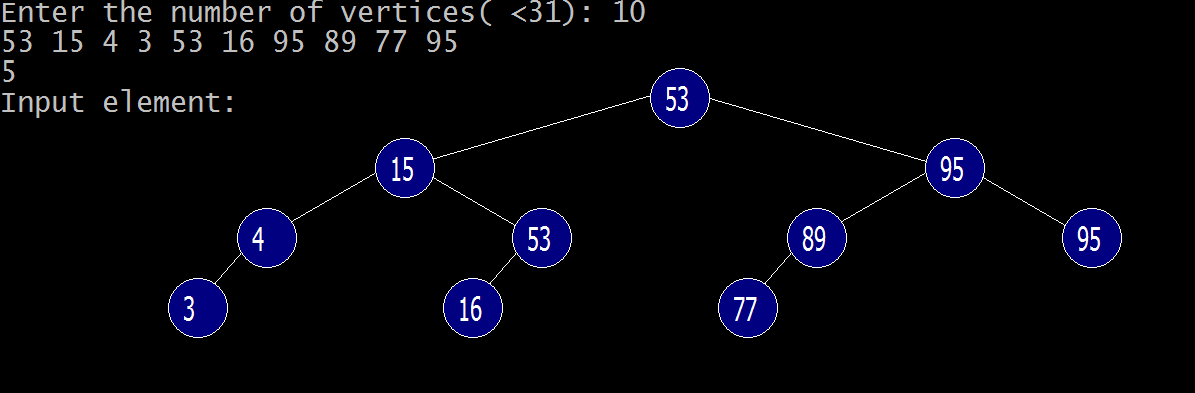 Enter the number of vertices( <31): 10
53 15 4 3 53 16 95 89 77 95
5
Input element:
53
15 95
4 53 89 95
3 16 77